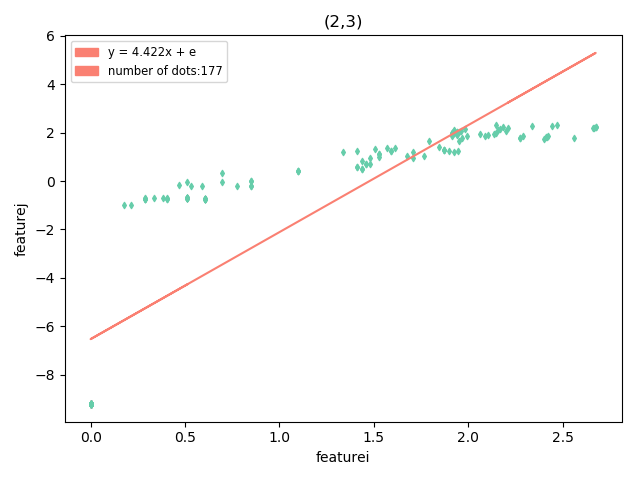 (2,3)
y = 4.422x + e
number of dots:177
featurej
6
4
2
0
−2
−4
−6
−8
0.0 0.5 1.0 1.5 2.0 2.5
featurei